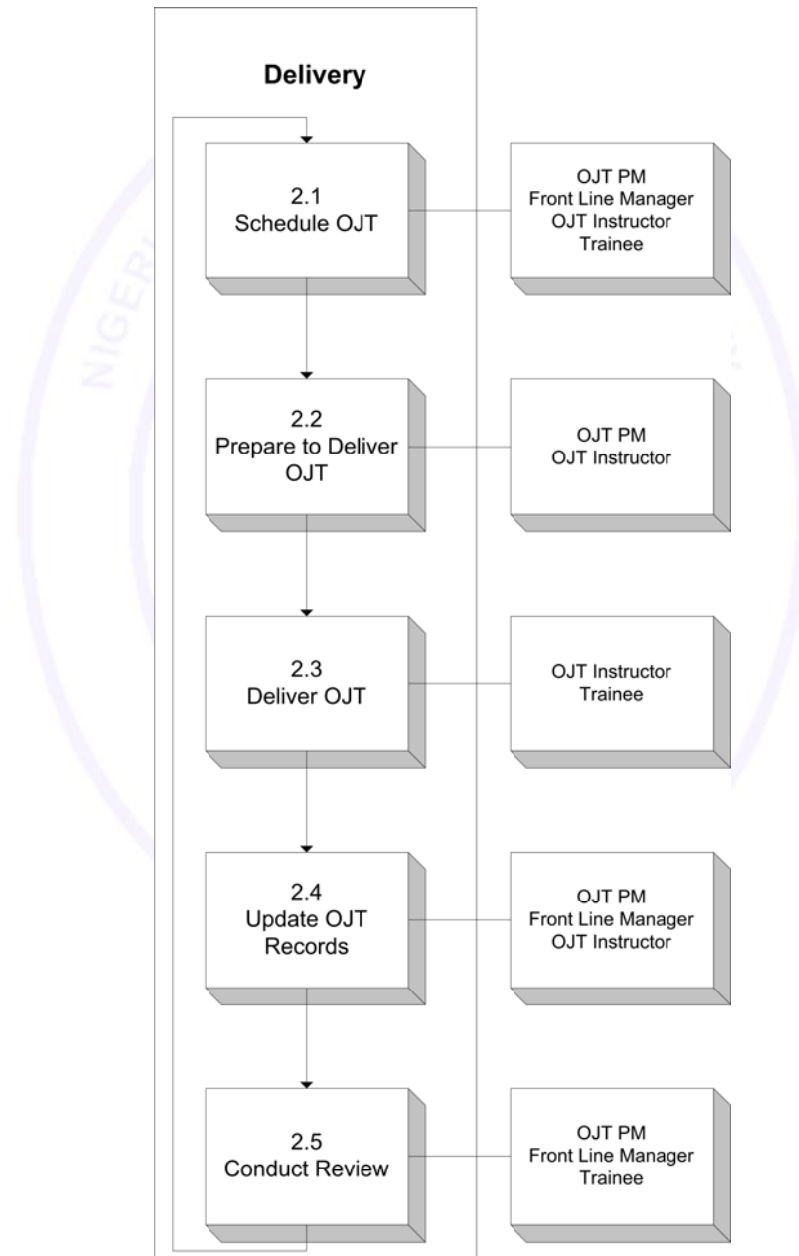 Delivery
2.1
Schedule OJT
OJT PM
Front Line Manager
OJT Instructor
Trainee
2.2
Prepare to Deliver
OJT
OJT PM
OJT Instructor
2.3
Deliver OJT
OJT Instructor
Trainee
2.4
Update OJT
Records
OJT PM
Front Line Manager
OJT Instructor
2.5
Conduct Review
OJT PM
Front Line Manager
Trainee